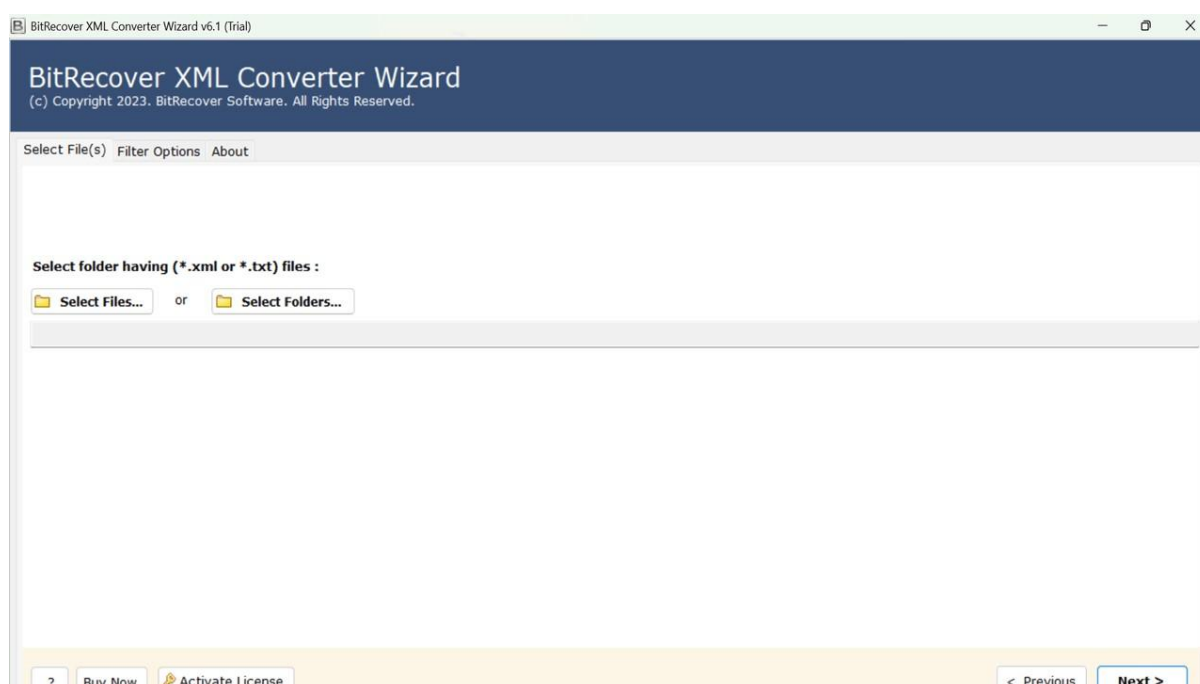 BitRecover XML Converter Wizard v6.1 (Trial)
BitRecover XML Converter Wizard
(c) Copyright 2023. BitRecover Software. All Rights Reserved.
Select File(s) Filter Options About
Select folder having (*.xml or *.txt) files :
Select Files... or Select Folders...
? Buy Now Activate License < Previous Next >